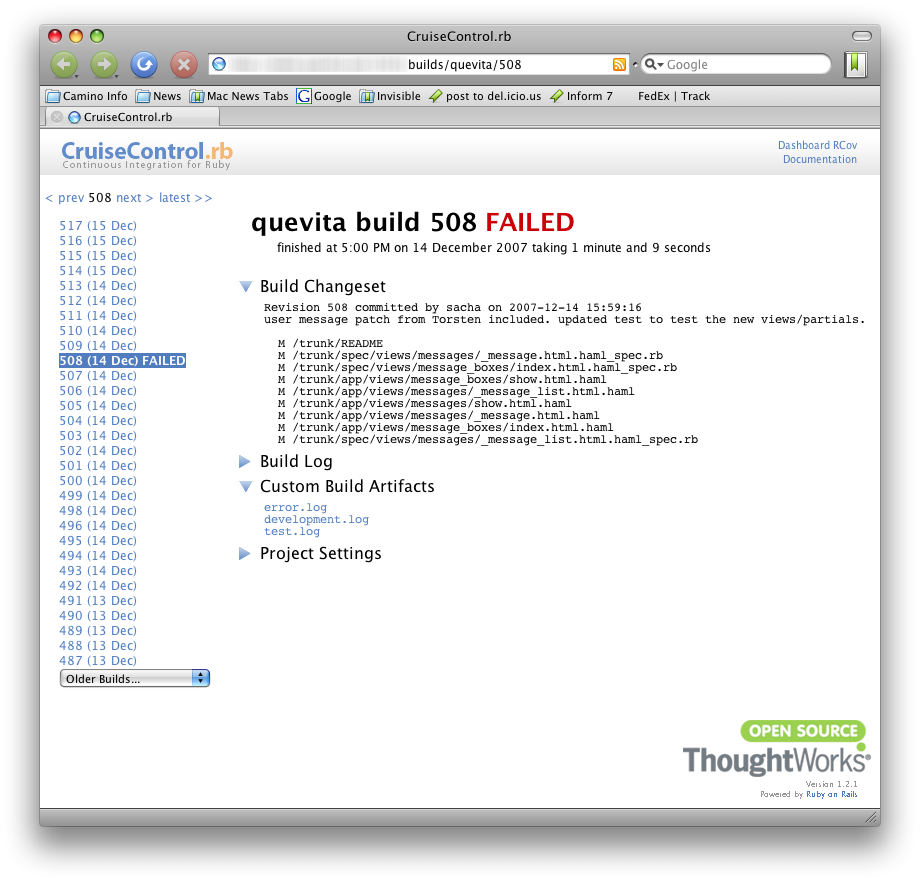 CruiseControl.rb
builds/quevita/508
Google
Camino Info News Mac News Tabs Google Invisible post to del.icio.us Inform 7 FedEx | Track
CruiseControl.rb
CruiseControl.rb
Continuous Integration for Ruby
Dashboard RCov
Documentation
< prev 508 next > latest >>
517 (15 Dec)
516 (15 Dec)
515 (15 Dec)
514 (15 Dec)
513 (14 Dec)
512 (14 Dec)
511 (14 Dec)
510 (14 Dec)
509 (14 Dec)
508 (14 Dec) FAILED
507 (14 Dec)
506 (14 Dec)
505 (14 Dec)
504 (14 Dec)
503 (14 Dec)
502 (14 Dec)
501 (14 Dec)
500 (14 Dec)
499 (14 Dec)
498 (14 Dec)
496 (14 Dec)
495 (14 Dec)
494 (14 Dec)
493 (14 Dec)
492 (14 Dec)
491 (13 Dec)
490 (13 Dec)
489 (13 Dec)
488 (13 Dec)
487 (13 Dec)
Older Builds...
quevita build 508 FAILED
finished at 5:00 PM on 14 December 2007 taking 1 minute and 9 seconds
Build Changeset
Revision 508 committed by sacha on 2007-12-14 15:59:16
user message patch from Torsten included. updated test to test the new views/partials.
M /trunk/README
M /trunk/spec/views/messages/_message.html.haml_spec.rb
M /trunk/spec/views/message_boxes/index.html.haml_spec.rb
M /trunk/app/views/message_boxes/show.html.haml
M /trunk/app/views/messages/_message_list.html.haml
M /trunk/app/views/messages/show.html.haml
M /trunk/app/views/messages/_message.html.haml
M /trunk/app/views/message_boxes/index.html.haml
M /trunk/spec/views/messages/_message_list.html.haml_spec.rb
Build Log
Custom Build Artifacts
error.log
development.log
test.log
Project Settings
OPEN SOURCE
ThoughtWorks
Version 1.2.1
Powered by Ruby on Rails